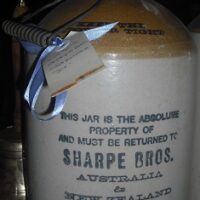 THIS JAR IS THE ABSOLUTE
PROPERTY OF
AND MUST BE RETURNED TO
SHARPE BROS.
AUSTRALIA
&
NEW ZEALAND